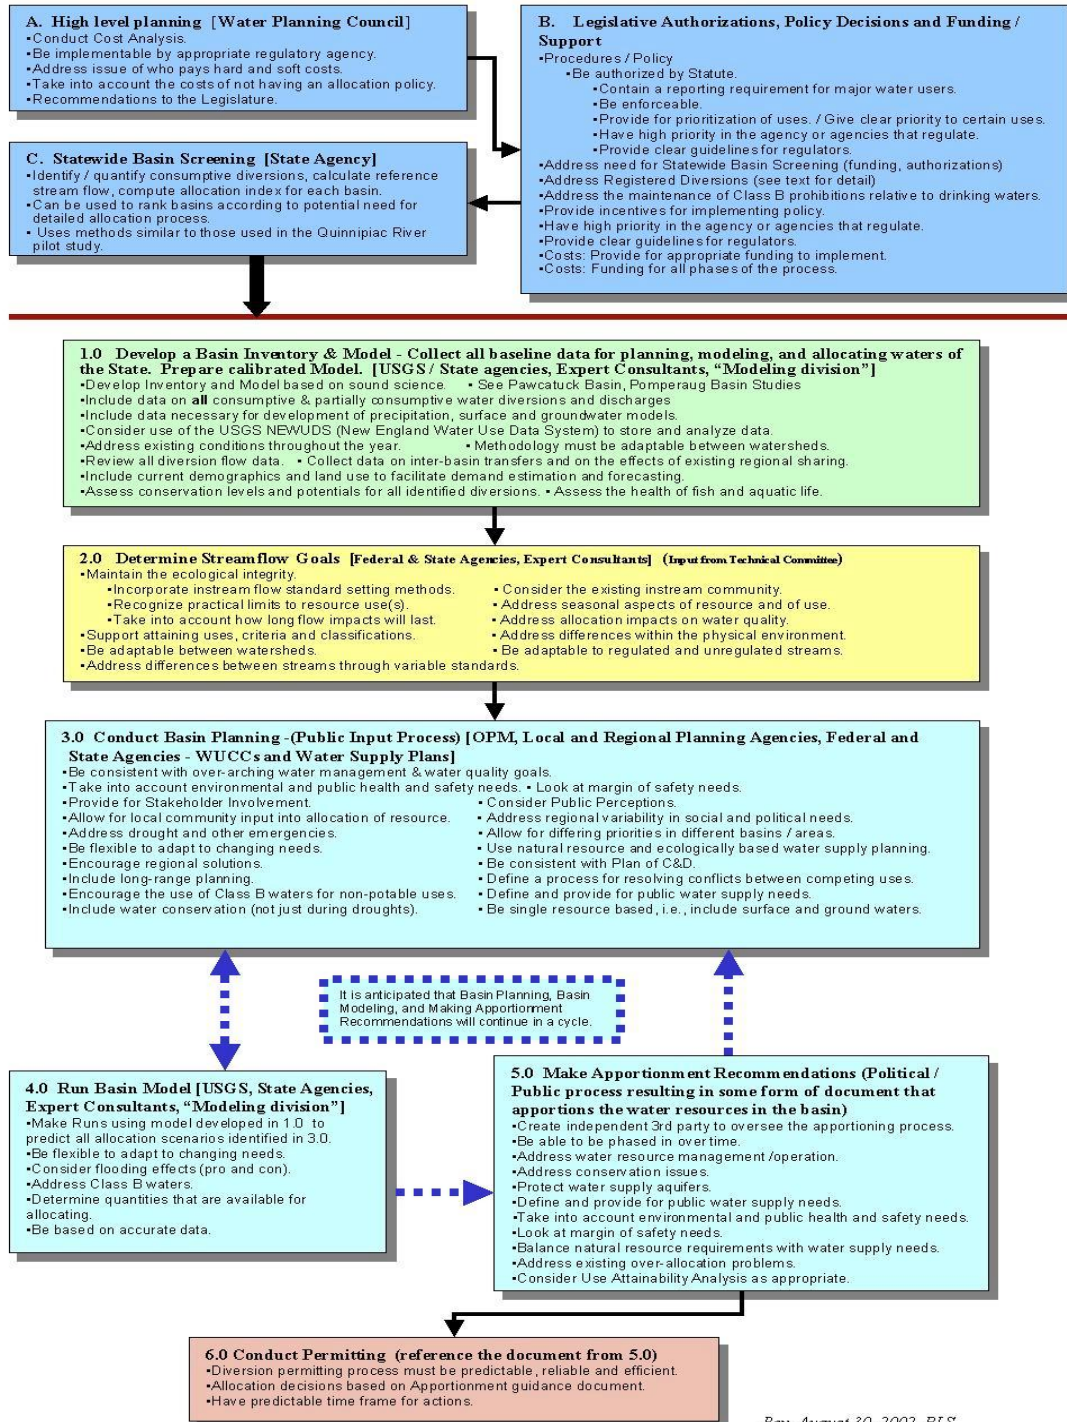 A. High level planning [Water Planning Council]
▪Conduct Cost Analysis.
▪Be implementable by appropriate regulatory agency.
▪Address issue of who pays hard and soft costs.
▪Take into account the costs of not having an allocation policy.
▪Recommendations to the Legislature.
B. Legislative Authorizations, Policy Decisions and Funding /
Support
▪Procedures / Policy
▪Be authorized by Statute.
▪Contain a reporting requirement for major water users.
▪Be enforceable.
▪Provide for prioritization of uses. / Give clear priority to certain uses.
▪Have high priority in the agency or agencies that regulate.
▪Provide clear guidelines for regulators.
▪Address need for Statewide Basin Screening (funding, authorizations)
▪Address Registered Diversions (see text for detail)
▪Address the maintenance of Class B prohibitions relative to drinking waters.
▪Provide incentives for implementing policy.
▪Have high priority in the agency or agencies that regulate.
▪Provide clear guidelines for regulators.
▪Costs: Provide for appropriate funding to implement.
▪Costs: Funding for all phases of the process.
C. Statewide Basin Screening [State Agency]
▪Identify / quantify consumptive diversions, calculate reference
stream flow, compute allocation index for each basin.
▪Can be used to rank basins according to potential need for
detailed allocation process.
▪ Uses methods similar to those used in the Quinnipiac River
pilot study.
1.0 Develop a Basin Inventory & Model - Collect all baseline data for planning, modeling, and allocating waters of
the State. Prepare calibrated Model. [USGS / State agencies, Expert Consultants, “Modeling division”]
▪Develop Inventory and Model based on sound science. ▪ See Pawcatuck Basin, Pomperaug Basin Studies
▪Include data on all consumptive & partially consumptive water diversions and discharges
▪Include data necessary for development of precipitation, surface and groundwater models.
▪Consider use of the USGS NEWUDS (New England Water Use Data System) to store and analyze data.
▪Address existing conditions throughout the year. ▪ Methodology must be adaptable between watersheds.
▪Review all diversion flow data. ▪ Collect data on inter-basin transfers and on the effects of existing regional sharing.
▪Include current demographics and land use to facilitate demand estimation and forecasting.
▪Assess conservation levels and potentials for all identified diversions. ▪ Assess the health of fish and aquatic life.
2.0 Determine Streamflow Goals [Federal & State Agencies, Expert Consultants] (Input from Technical Committee)
▪Maintain the ecological integrity.
▪Incorporate instream flow standard setting methods. ▪ Consider the existing instream community.
▪Recognize practical limits to resource use(s). ▪ Address seasonal aspects of resource and of use.
▪Take into account how long flow impacts will last. ▪ Address allocation impacts on water quality.
▪Support attaining uses, criteria and classifications. ▪ Address differences within the physical environment.
▪Be adaptable between watersheds. ▪ Be adaptable to regulated and unregulated streams.
▪Address differences between streams through variable standards.
3.0 Conduct Basin Planning -(Public Input Process) [OPM, Local and Regional Planning Agencies, Federal and
State Agencies - WUCCs and Water Supply Plans]
▪Be consistent with over-arching water management & water quality goals.
▪Take into account environmental and public health and safety needs. ▪ Look at margin of safety needs.
▪Provide for Stakeholder Involvement. ▪ Consider Public Perceptions.
▪Allow for local community input into allocation of resource. ▪ Address regional variability in social and political needs.
▪Address drought and other emergencies. ▪ Allow for differing priorities in different basins / areas.
▪Be flexible to adapt to changing needs. ▪ Use natural resource and ecologically based water supply planning.
▪Encourage regional solutions. ▪ Be consistent with Plan of C&D.
▪Include long-range planning. ▪ Define a process for resolving conflicts between competing uses.
▪Encourage the use of Class B waters for non-potable uses. ▪ Define and provide for public water supply needs.
▪Include water conservation (not just during droughts). ▪ Be single resource based, i.e., include surface and ground waters.
It is anticipated that Basin Planning, Basin
Modeling, and Making Apportionment
Recommendations will continue in a cycle.
4.0 Run Basin Model [USGS, State Agencies,
Expert Consultants, “Modeling division”]
▪Make Runs using model developed in 1.0 to
predict all allocation scenarios identified in 3.0.
▪Be flexible to adapt to changing needs.
▪Consider flooding effects (pro and con).
▪Address Class B waters.
▪Determine quantities that are available for
allocating.
▪Be based on accurate data.
5.0 Make Apportionment Recommendations (Political /
Public process resulting in some form of document that
apportions the water resources in the basin)
▪Create independent 3rd party to oversee the apportioning process.
▪Be able to be phased in over time.
▪Address water resource management /operation.
▪Address conservation issues.
▪Protect water supply aquifers.
▪Define and provide for public water supply needs.
▪Take into account environmental and public health and safety needs.
▪Look at margin of safety needs.
▪Balance natural resource requirements with water supply needs.
▪Address existing over-allocation problems.
▪Consider Use Attainability Analysis as appropriate.
6.0 Conduct Permitting (reference the document from 5.0)
▪Diversion permitting process must be predictable, reliable and efficient.
▪Allocation decisions based on Apportionment guidance document.
▪Have predictable time frame for actions.
Rev. August 30, 2002